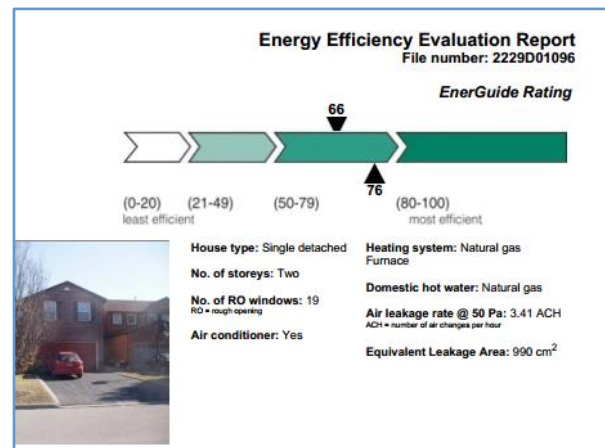 Energy Efficiency Evaluation Report
File number: 2229D01096
EnerGuide Rating
66
76
(0-20) (21-49) (50-79) (80-100)
least efficient most efficient
House type: Single detached
No. of storeys: Two
No. of RO windows: 19
RO = rough opening
Air conditioner: Yes
Heating system: Natural gas
Furnace
Domestic hot water: Natural gas
Air leakage rate @ 50 Pa: 3.41 ACH
ACH = number of air changes per hour
Equivalent Leakage Area: 990 cm²